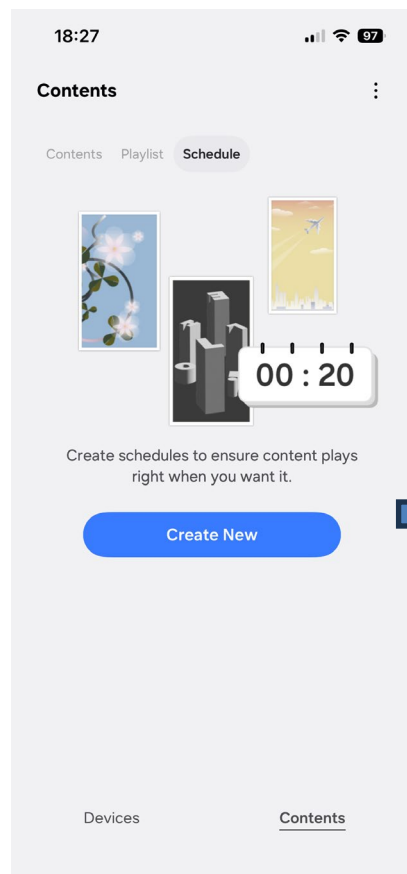 18:27
97
Contents
Contents Playlist Schedule
00 : 20
Create schedules to ensure content plays
right when you want it.
Create New
Devices Contents